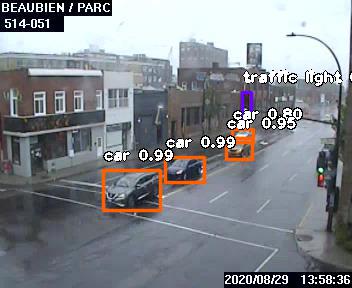 BEAUBIEN / PARC
514-051
traffic light
car 0.80
car 0.95
car 0.99
car 0.99
2020/08/29 13:58:36